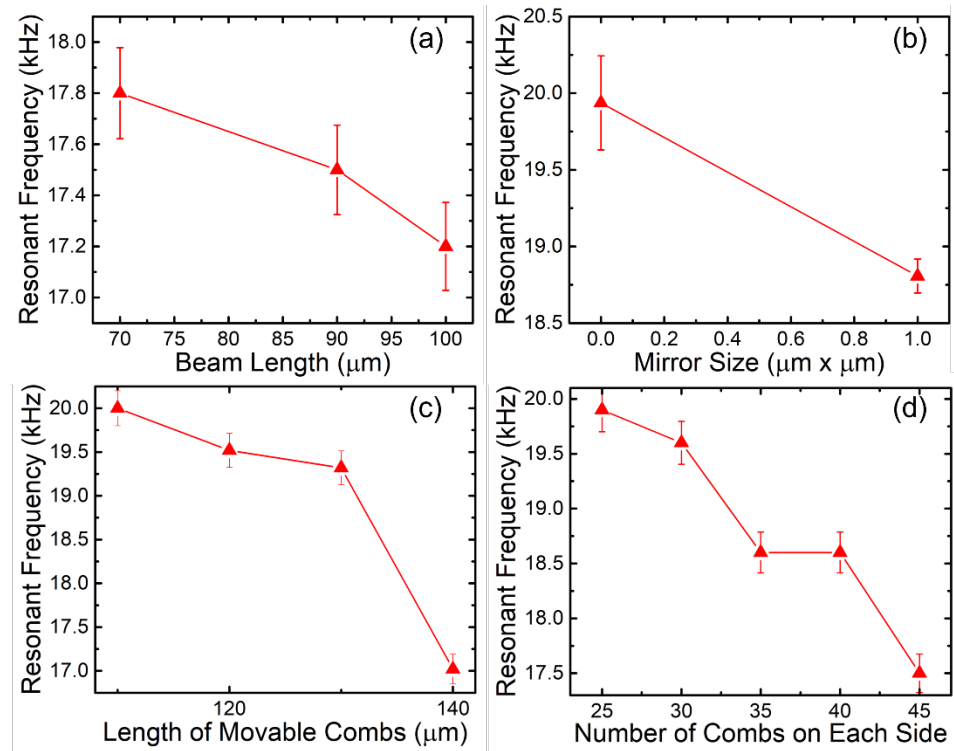 (a)
Resonant Frequency (kHz)
18.0
17.8
17.6
17.4
17.2
17.0
70 75 80 85 90 95 100
Beam Length (μm)
(b)
Resonant Frequency (kHz)
20.5
20.0
19.5
19.0
18.5
0.0 0.2 0.4 0.6 0.8 1.0
Mirror Size (μm x μm)
(c)
Resonant Frequency (kHz)
20.0
19.5
19.0
18.5
18.0
17.5
17.0
120 140
Length of Movable Combs (μm)
(d)
Resonant Frequency (kHz)
20.0
19.5
19.0
18.5
18.0
17.5
25 30 35 40 45
Number of Combs on Each Side